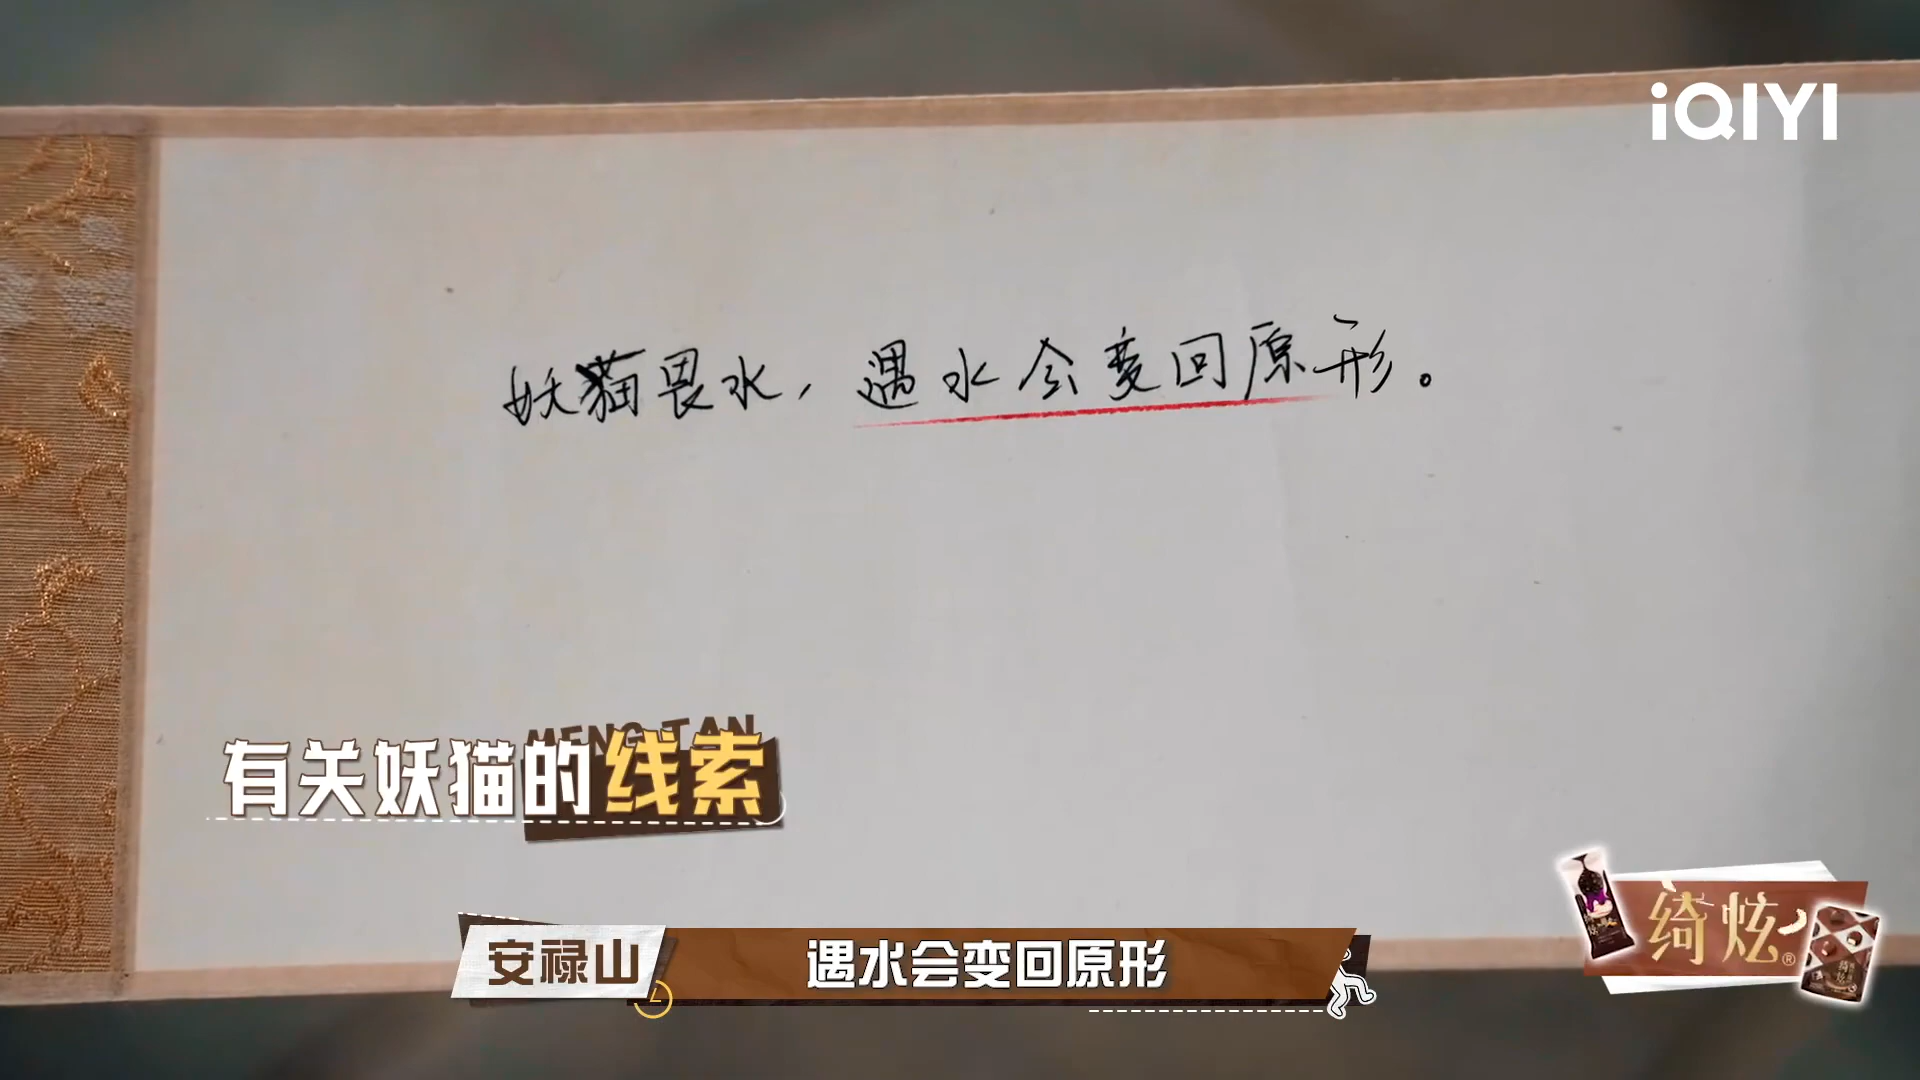 iQIYI
妖猫畏水，遇水会变回原形。
MENG TAN
有关妖猫的线索
绮炫®
安禄山
遇水会变回原形